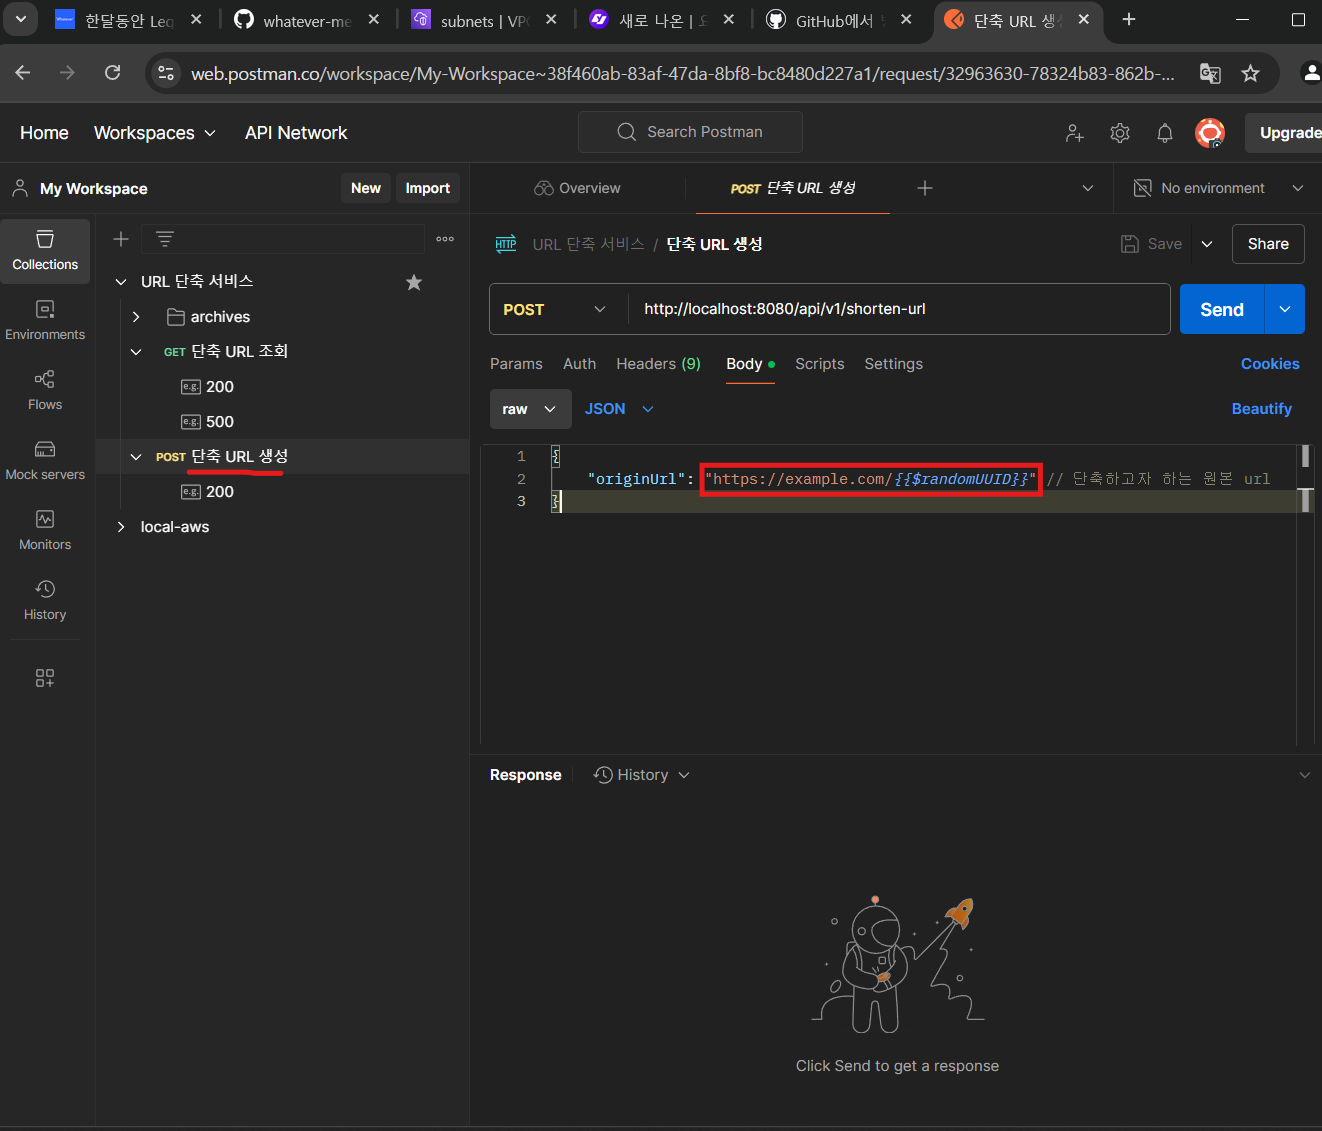 한달동안 Leq
whatever-me
subnets | VPC
새로 나온 | 요
GitHub에서
단축 URL 생
web.postman.co/workspace/My-Workspace~38f460ab-83af-47da-8bf8-bc8480d227a1/request/32963630-78324b83-862b-...
Home
Workspaces
API Network
Search Postman
Upgrade
My Workspace
New
Import
Overview
POST 단축 URL 생성
No environment
Collections
Environments
Flows
Mock servers
Monitors
History
URL 단축 서비스
archives
GET 단축 URL 조회
e.g. 200
e.g. 500
POST 단축 URL 생성
e.g. 200
local-aws
HTTP URL 단축 서비스 / 단축 URL 생성
Save
Share
POST
http://localhost:8080/api/v1/shorten-url
Send
Params
Auth
Headers (9)
Body
Scripts
Settings
Cookies
raw
JSON
Beautify
1 {
2 "originUrl": "https://example.com/{{$randomUUID}}" // 단축하고자 하는 원본 url
3 }
Response
History
Click Send to get a response